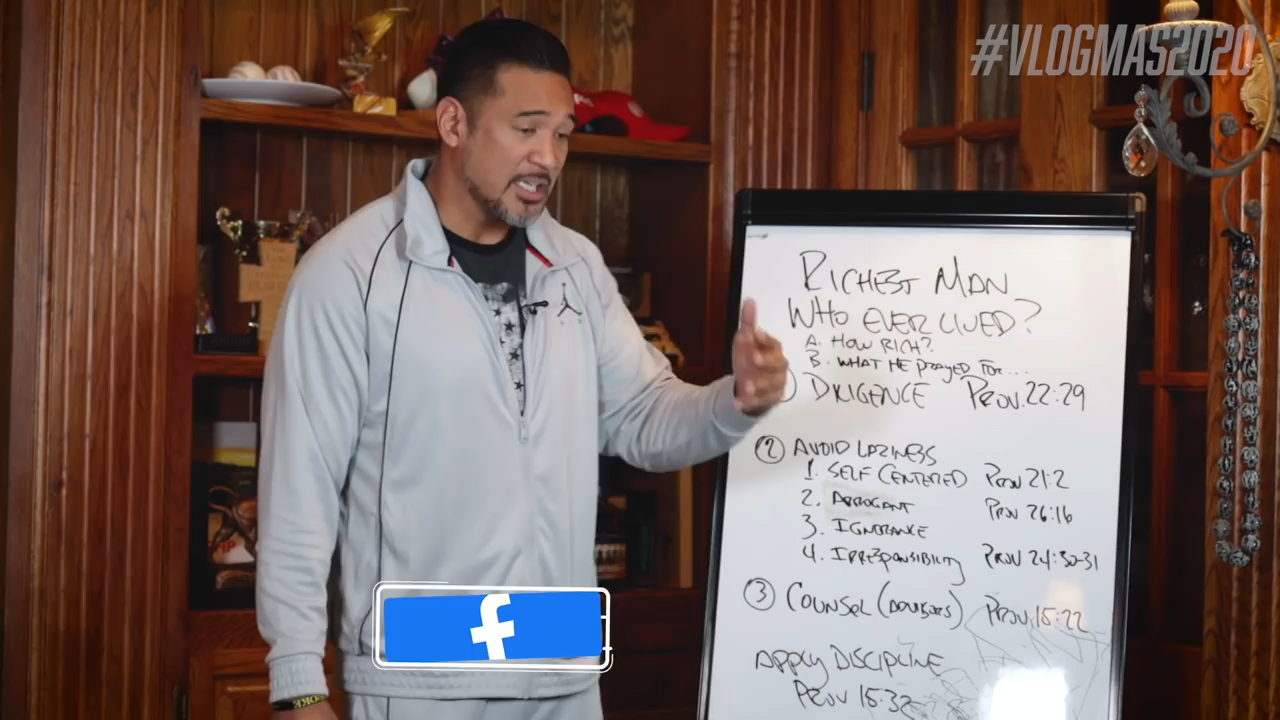 #VLOGMAS2020
RICHEST MAN
WHO EVER LIVED?
A. HOW RICH?
B. WHAT HE PRAYED FOR...
DILIGENCE PROV. 22:29
② AVOID LAZINESS
1. SELF CENTERED PROV 21:2
2. ARROGANT PROV 26:16
3. IGNORANCE
4. IRRESPONSIBILITY PROV 24:30-31
③ COUNSEL (ADVISORS) PROV 15:22
APPLY DISCIPLINE
PROV 15:32
f